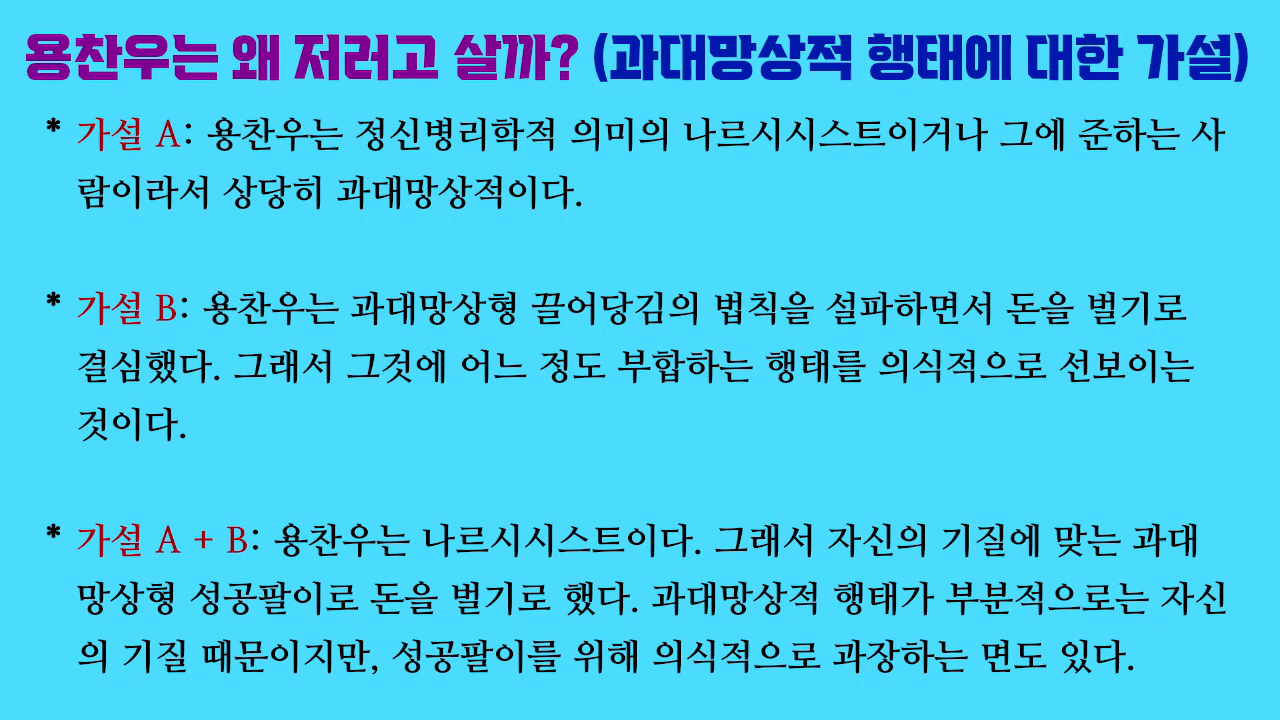 용찬우는 왜 저러고 살까? (과대망상적 행태에 대한 가설)
* 가설 A: 용찬우는 정신병리학적 의미의 나르시시스트이거나 그에 준하는 사
람이라서 상당히 과대망상적이다.
* 가설 B: 용찬우는 과대망상형 끌어당김의 법칙을 설파하면서 돈을 벌기로
결심했다. 그래서 그것에 어느 정도 부합하는 행태를 의식적으로 선보이는
것이다.
* 가설 A + B: 용찬우는 나르시시스트이다. 그래서 자신의 기질에 맞는 과대
망상형 성공팔이로 돈을 벌기로 했다. 과대망상적 행태가 부분적으로는 자신
의 기질 때문이지만, 성공팔이를 위해 의식적으로 과장하는 면도 있다.